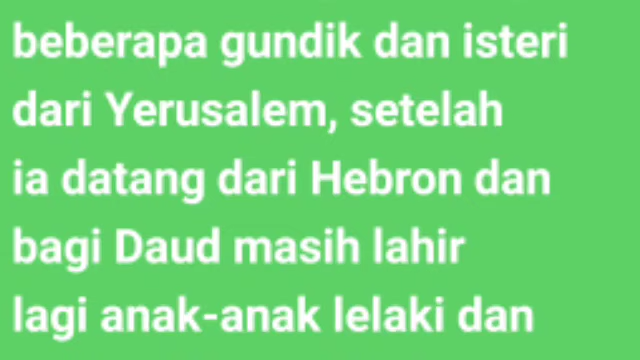 beberapa gundik dan isteri
dari Yerusalem, setelah
ia datang dari Hebron dan
bagi Daud masih lahir
lagi anak-anak lelaki dan